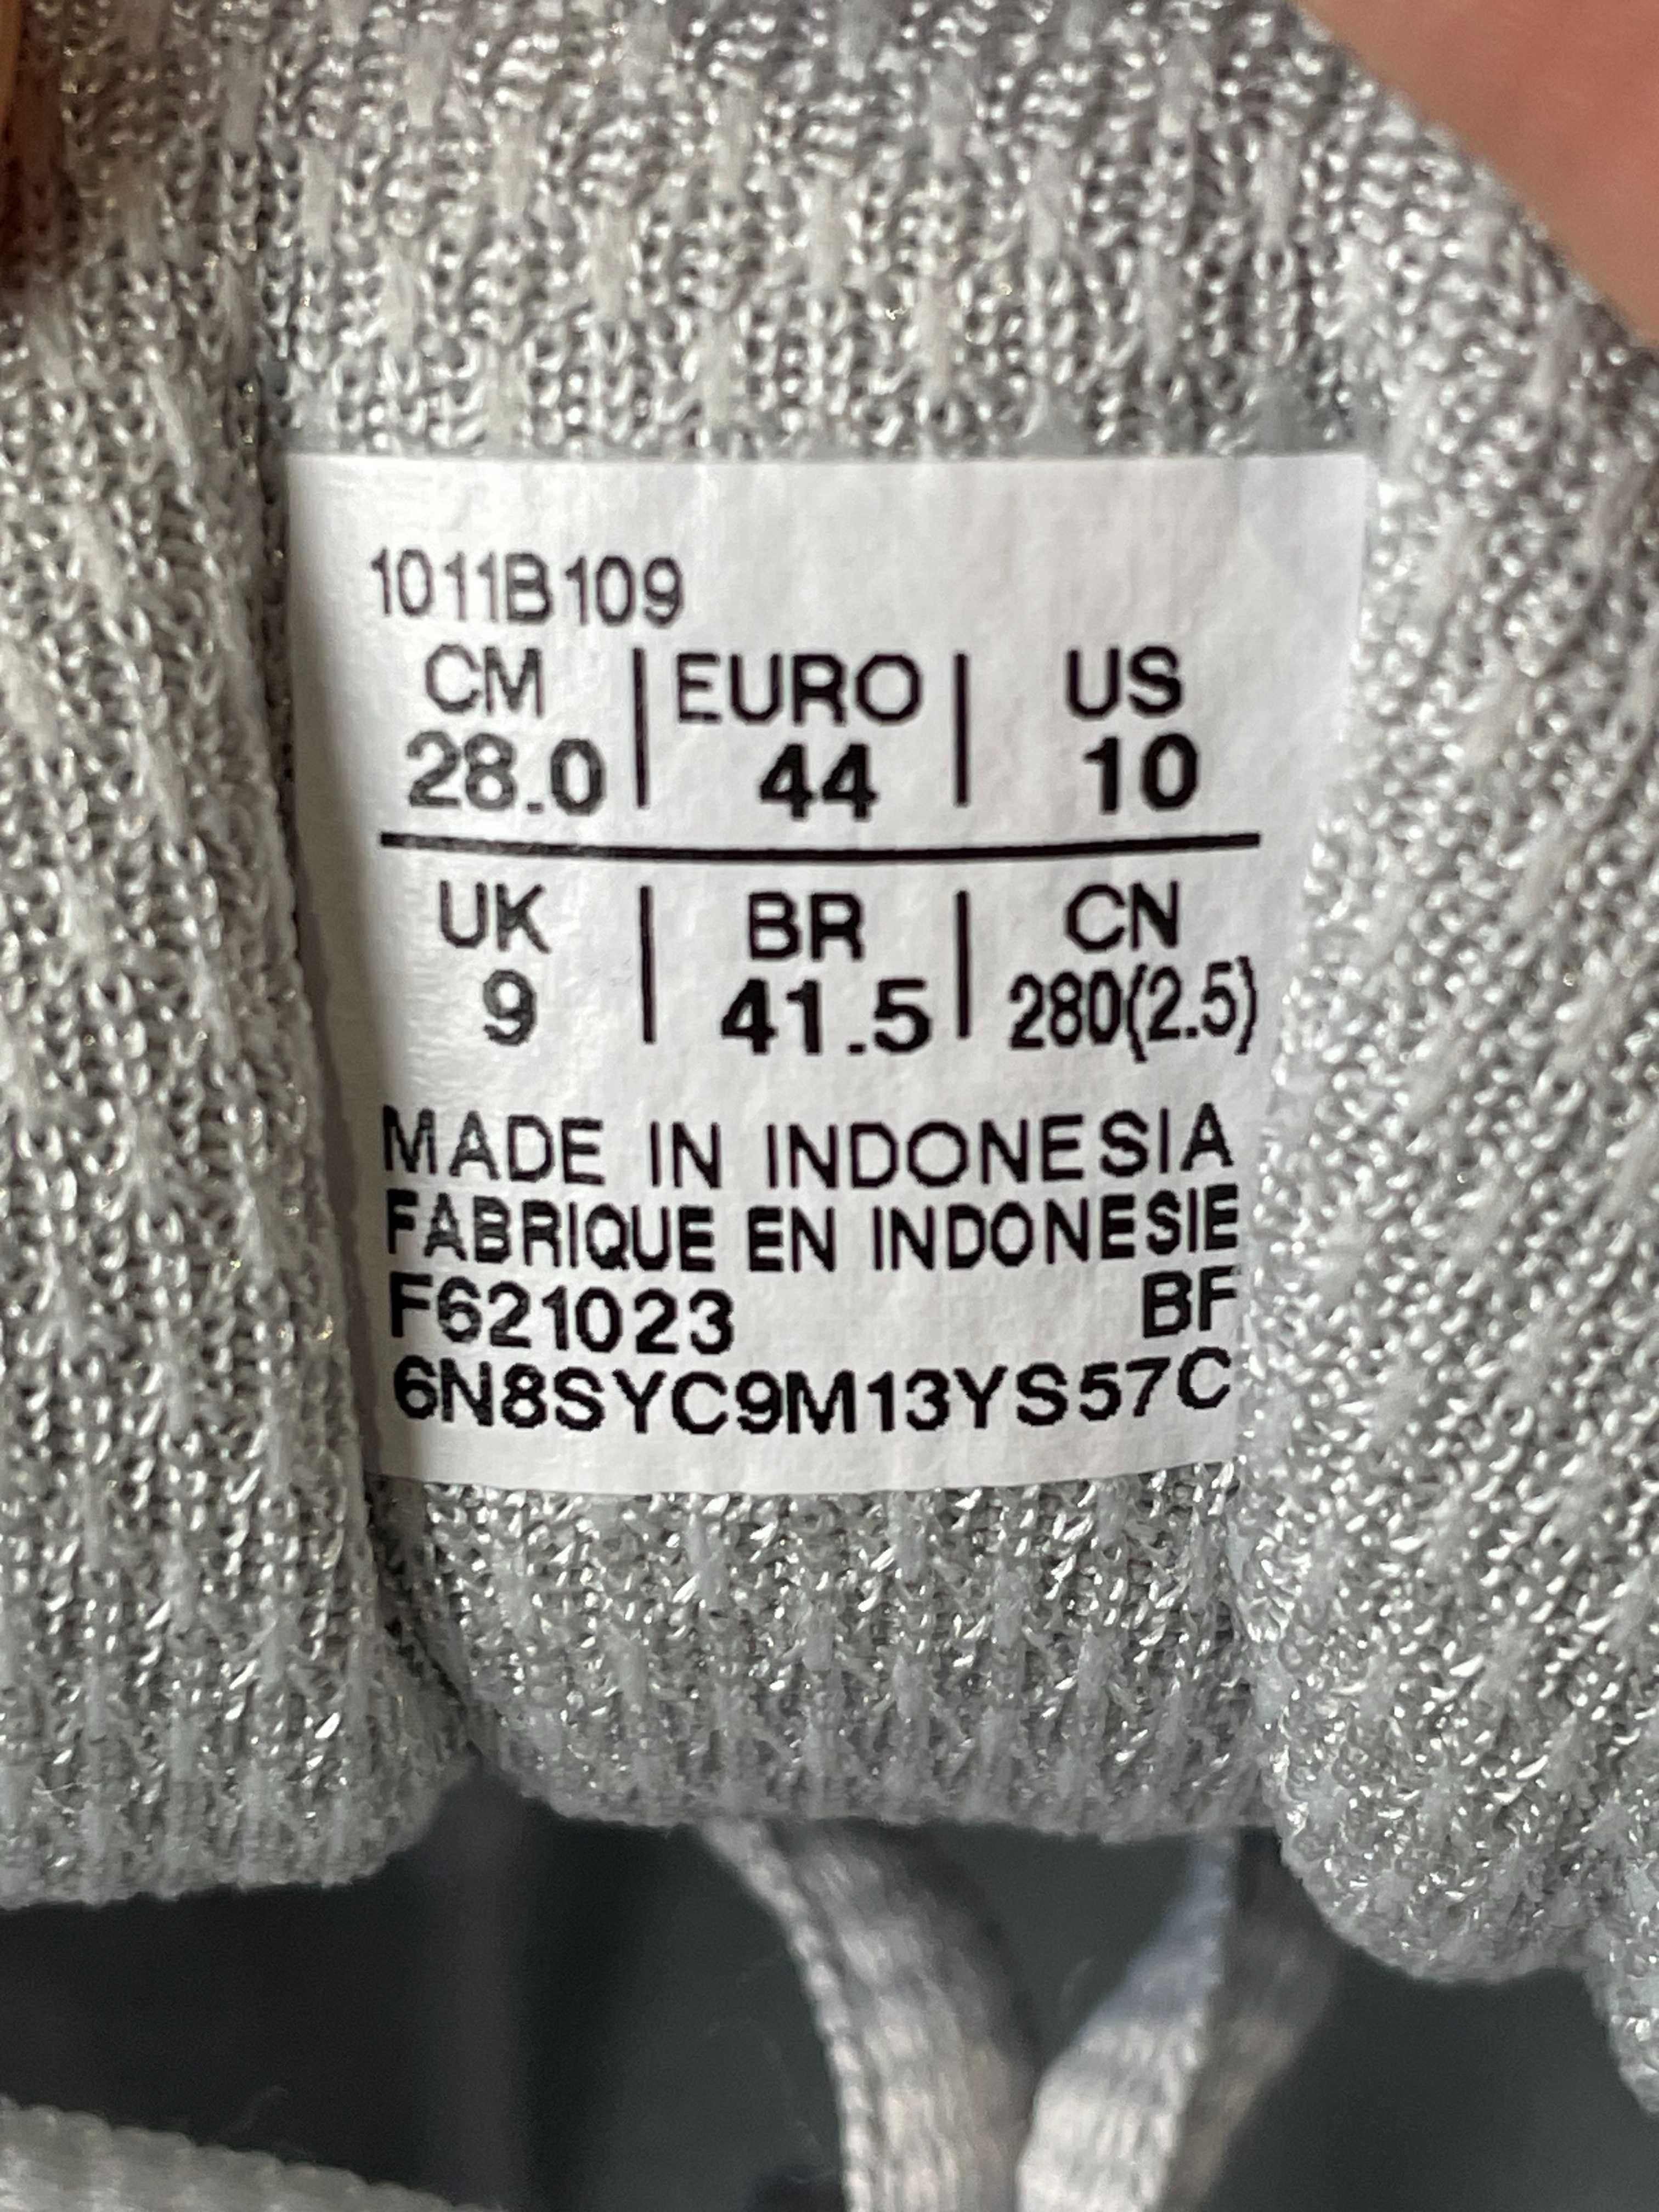 1011B109
CM | EURO | US
28.0 | 44 | 10
UK | BR | CN
9 | 41.5 | 280(2.5)
MADE IN INDONESIA
FABRIQUE EN INDONESIE
F621023 BF
6N8SYC9M13YS57C